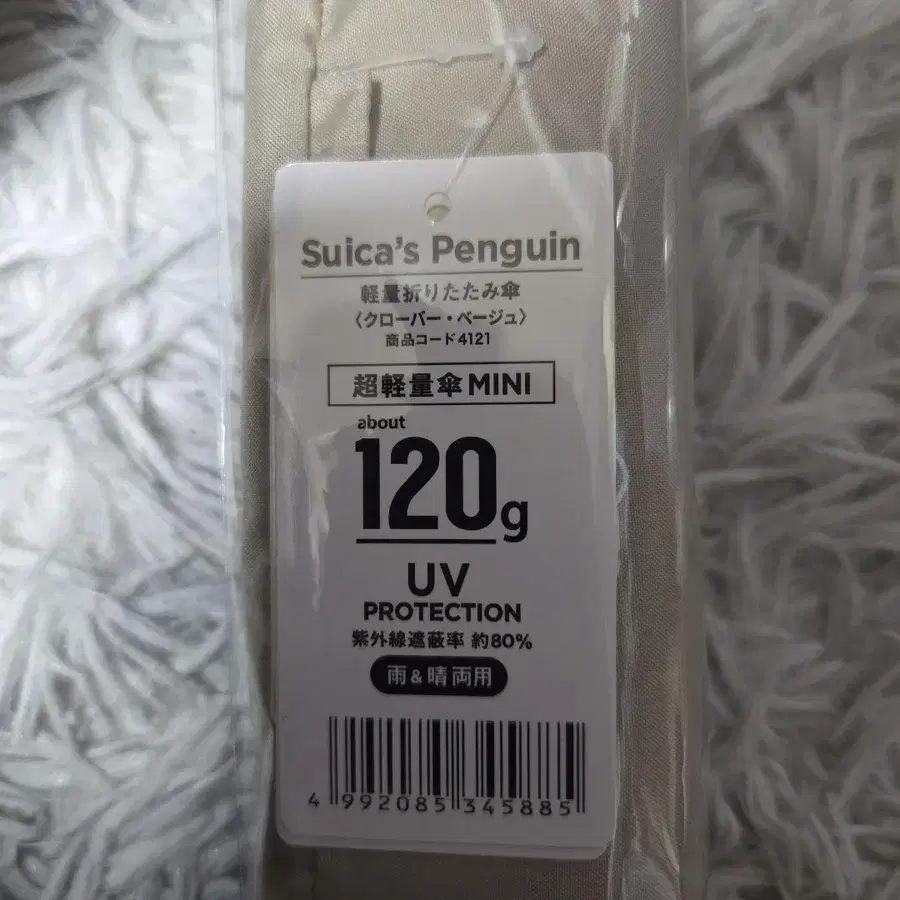 Suica's Penguin
軽量折りたたみ傘
〈クローバー・ベージュ〉
商品コード4121
超軽量傘MINI
about
120g
UV
PROTECTION
紫外線遮蔽率 約80%
雨&晴両用
4 992085 345885